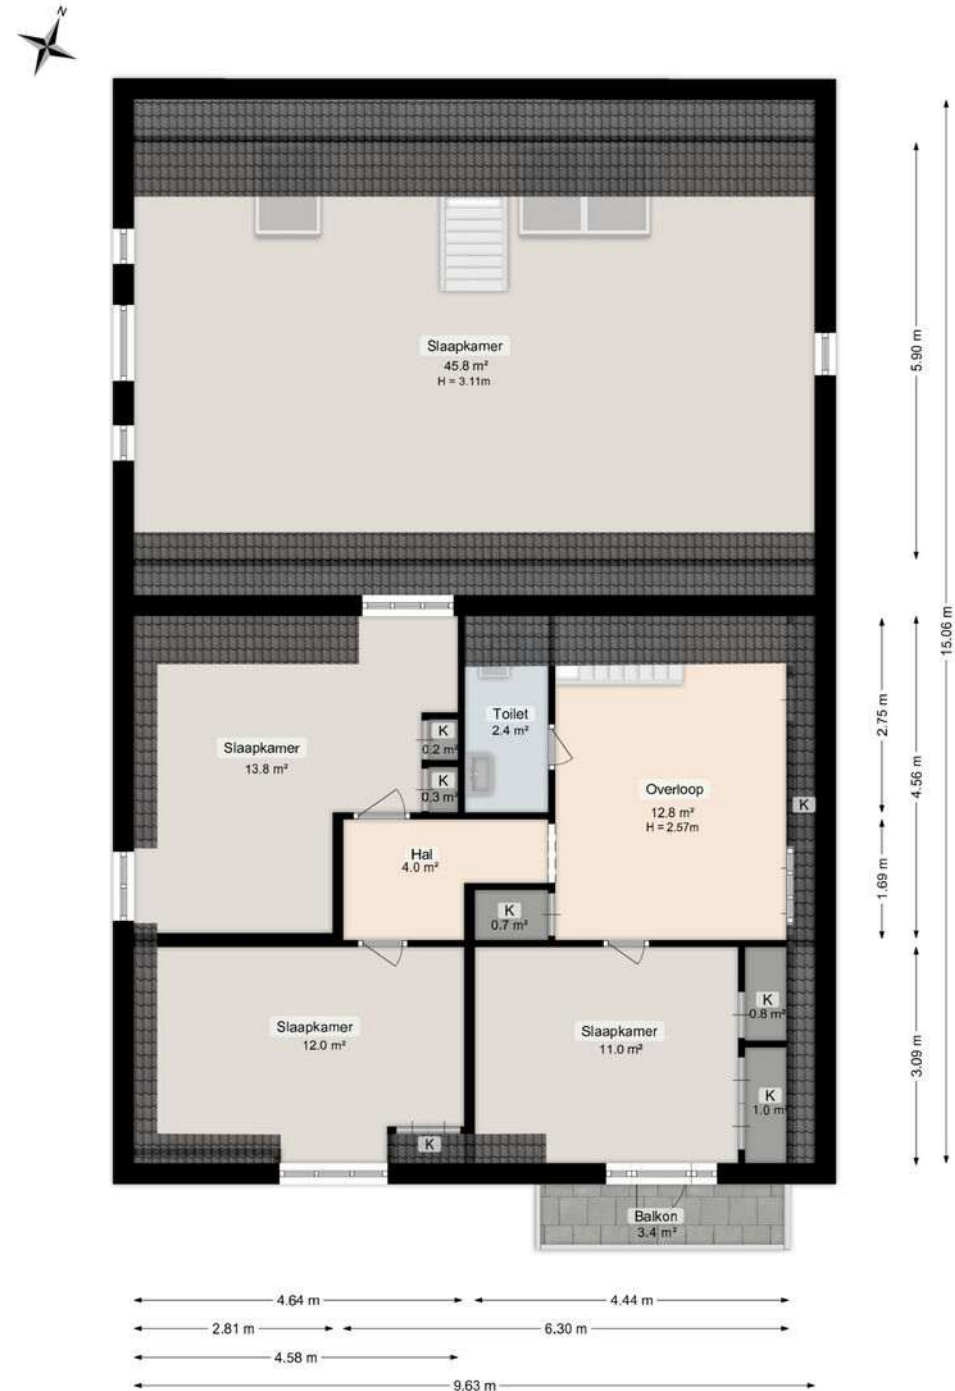 N
Slaapkamer
45.8 m²
H = 3.11m
5.90 m
15.06 m
Slaapkamer
13.8 m²
K
0.2 m²
K
0.3 m²
Toilet
2.4 m²
Overloop
12.8 m²
H = 2.57m
K
2.75 m
4.56 m
Hal
4.0 m²
1.69 m
K
0.7 m²
Slaapkamer
12.0 m²
K
Slaapkamer
11.0 m²
K
0.8 m²
K
1.0 m²
3.09 m
Balkon
3.4 m²
4.64 m
4.44 m
2.81 m
6.30 m
4.58 m
9.63 m